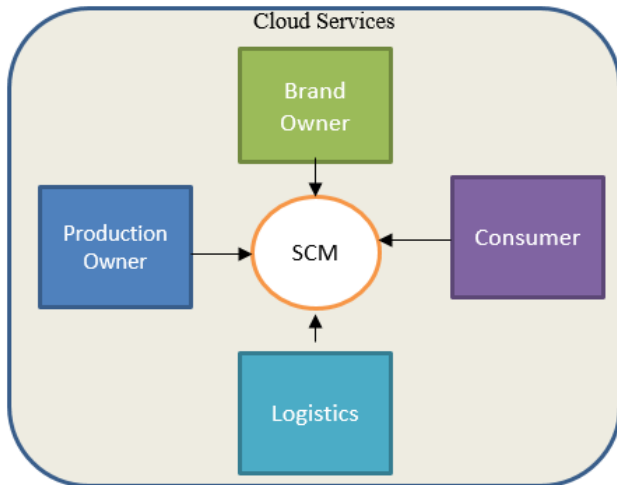 Cloud Services
Brand
Owner
Production
Owner
SCM
Consumer
Logistics